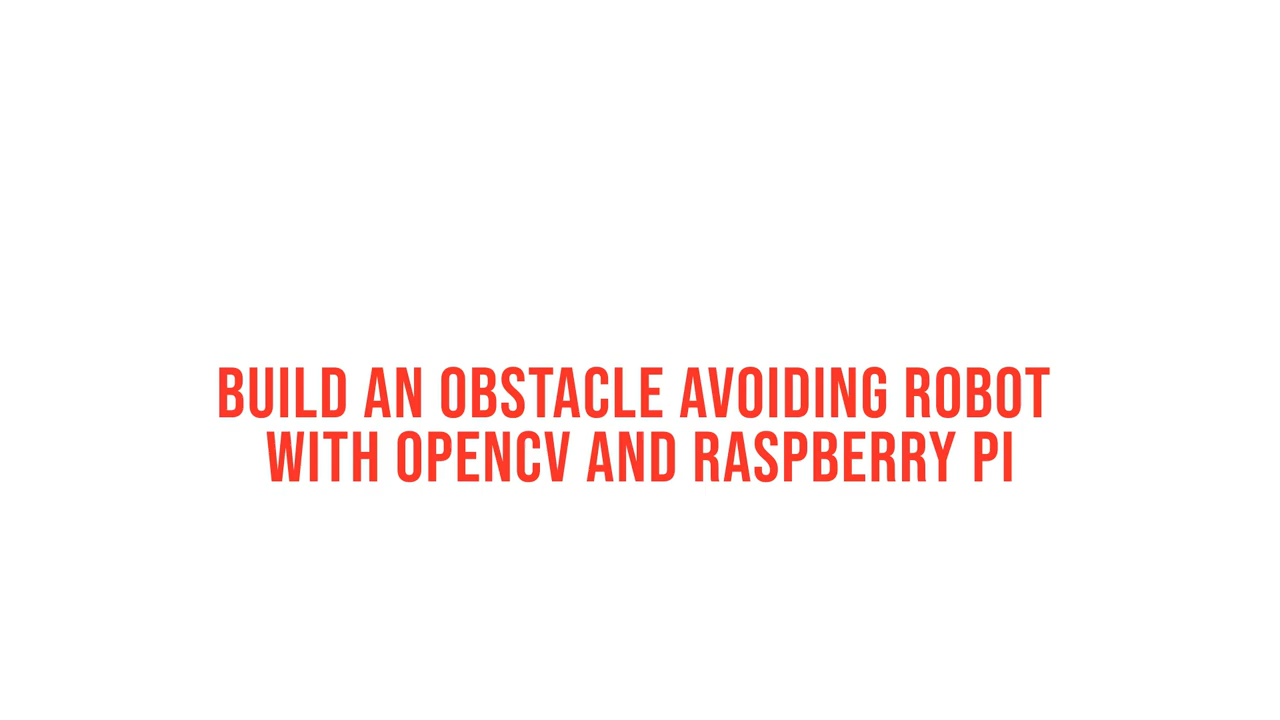 BUILD AN OBSTACLE AVOIDING ROBOT
WITH OPENCV AND RASPBERRY PI